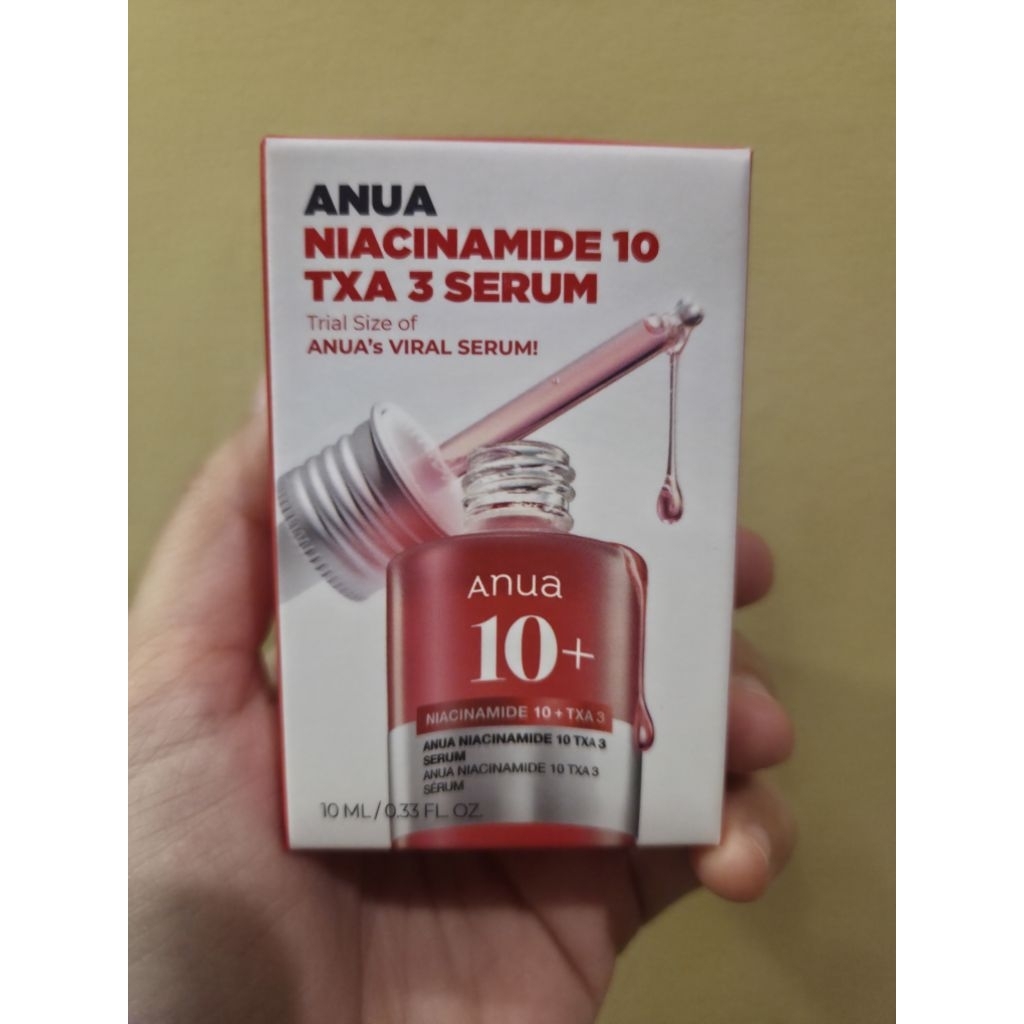 ANUA
NIACINAMIDE 10
TXA 3 SERUM
Trial Size of
ANUA's VIRAL SERUM!
Anua
10+
NIACINAMIDE 10 + TXA 3
ANUA NIACINAMIDE 10 TXA 3
SERUM
ANUA NIACINAMIDE 10 TXA 3
SÉRUM
10 ML / 0.33 FL. OZ.